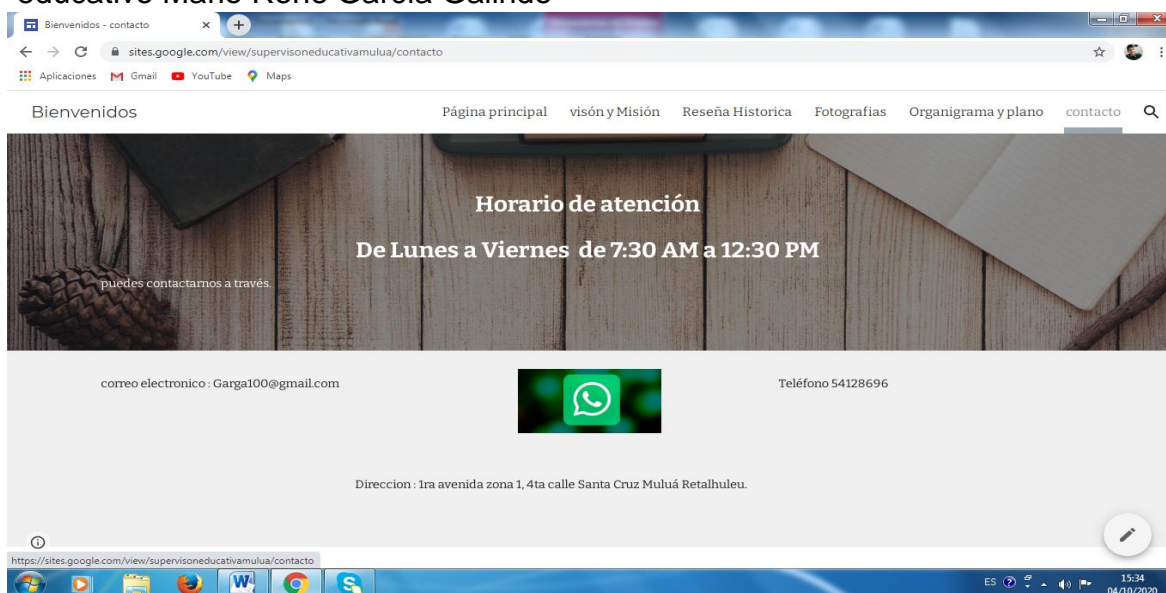 educativo Mario René García Galindo
Bienvenidos - contacto
sites.google.com/view/supervisoneducativamulua/contacto
Aplicaciones Gmail YouTube Maps
Bienvenidos Página principal visón y Misión Reseña Historica Fotografias Organigrama y plano contacto
Horario de atención
De Lunes a Viernes de 7:30 AM a 12:30 PM
puedes contactarnos a través.
correo electronico : Garga100@gmail.com Teléfono 54128696
Direccion : 1ra avenida zona 1, 4ta calle Santa Cruz Muluá Retalhuleu.
https://sites.google.com/view/supervisoneducativamulua/contacto
ES 15:34
04/10/2020